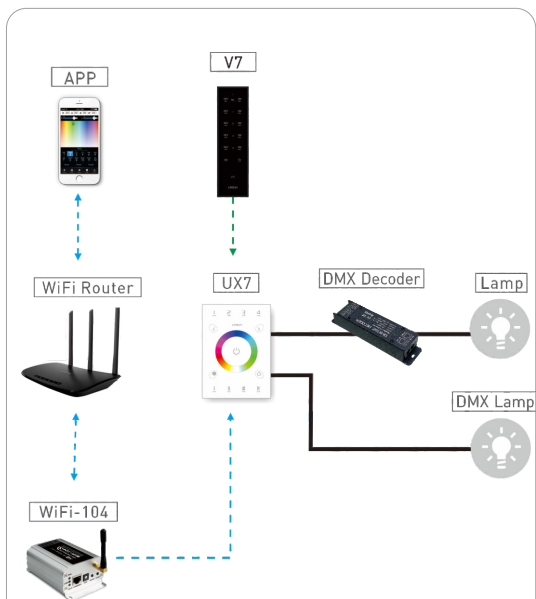 APP
V7
WiFi Router
UX7
DMX Decoder
Lamp
DMX Lamp
WiFi-104